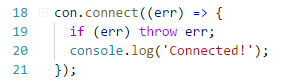 18 con.connect((err) => {
19   if (err) throw err;
20   console.log('Connected!');
21 });